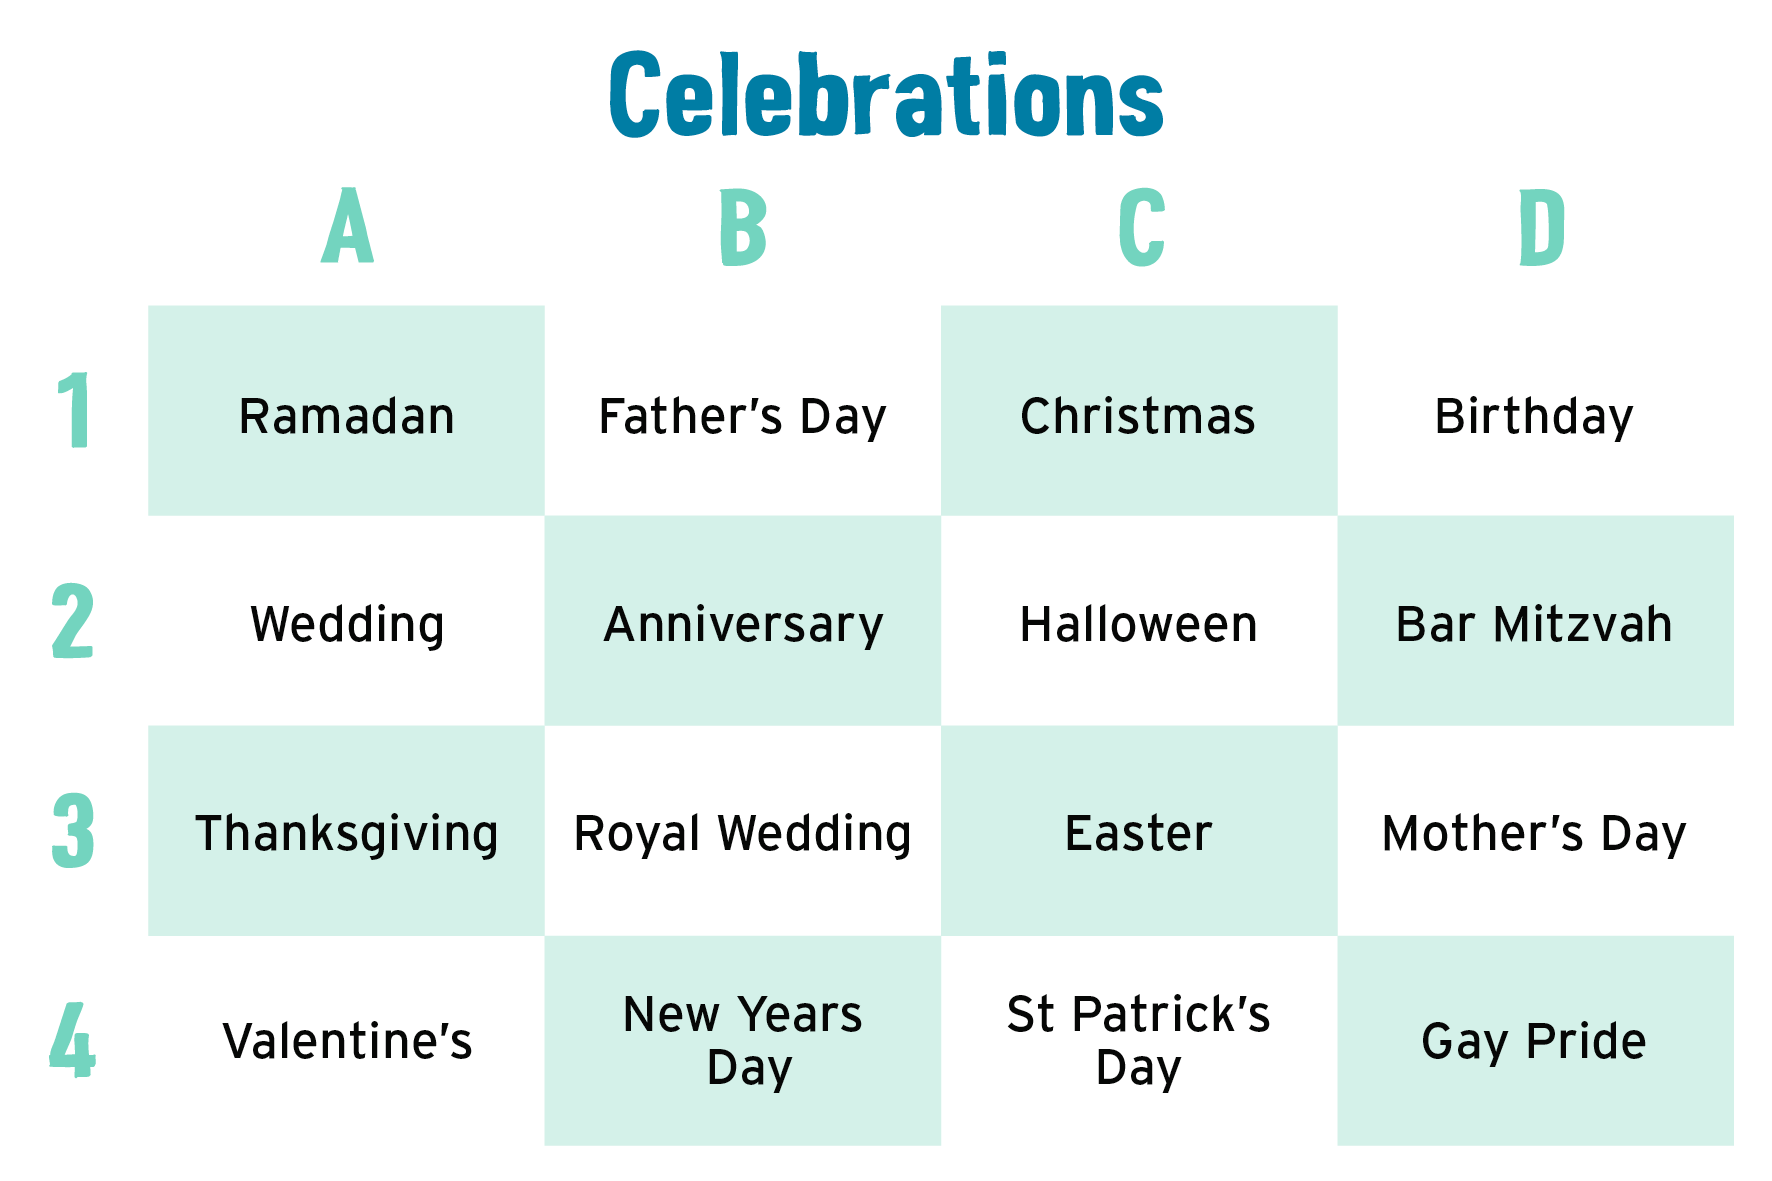 Celebrations
A B C D
1 Ramadan Father's Day Christmas Birthday
2 Wedding Anniversary Halloween Bar Mitzvah
3 Thanksgiving Royal Wedding Easter Mother's Day
4 Valentine's New Years Day St Patrick's Day Gay Pride